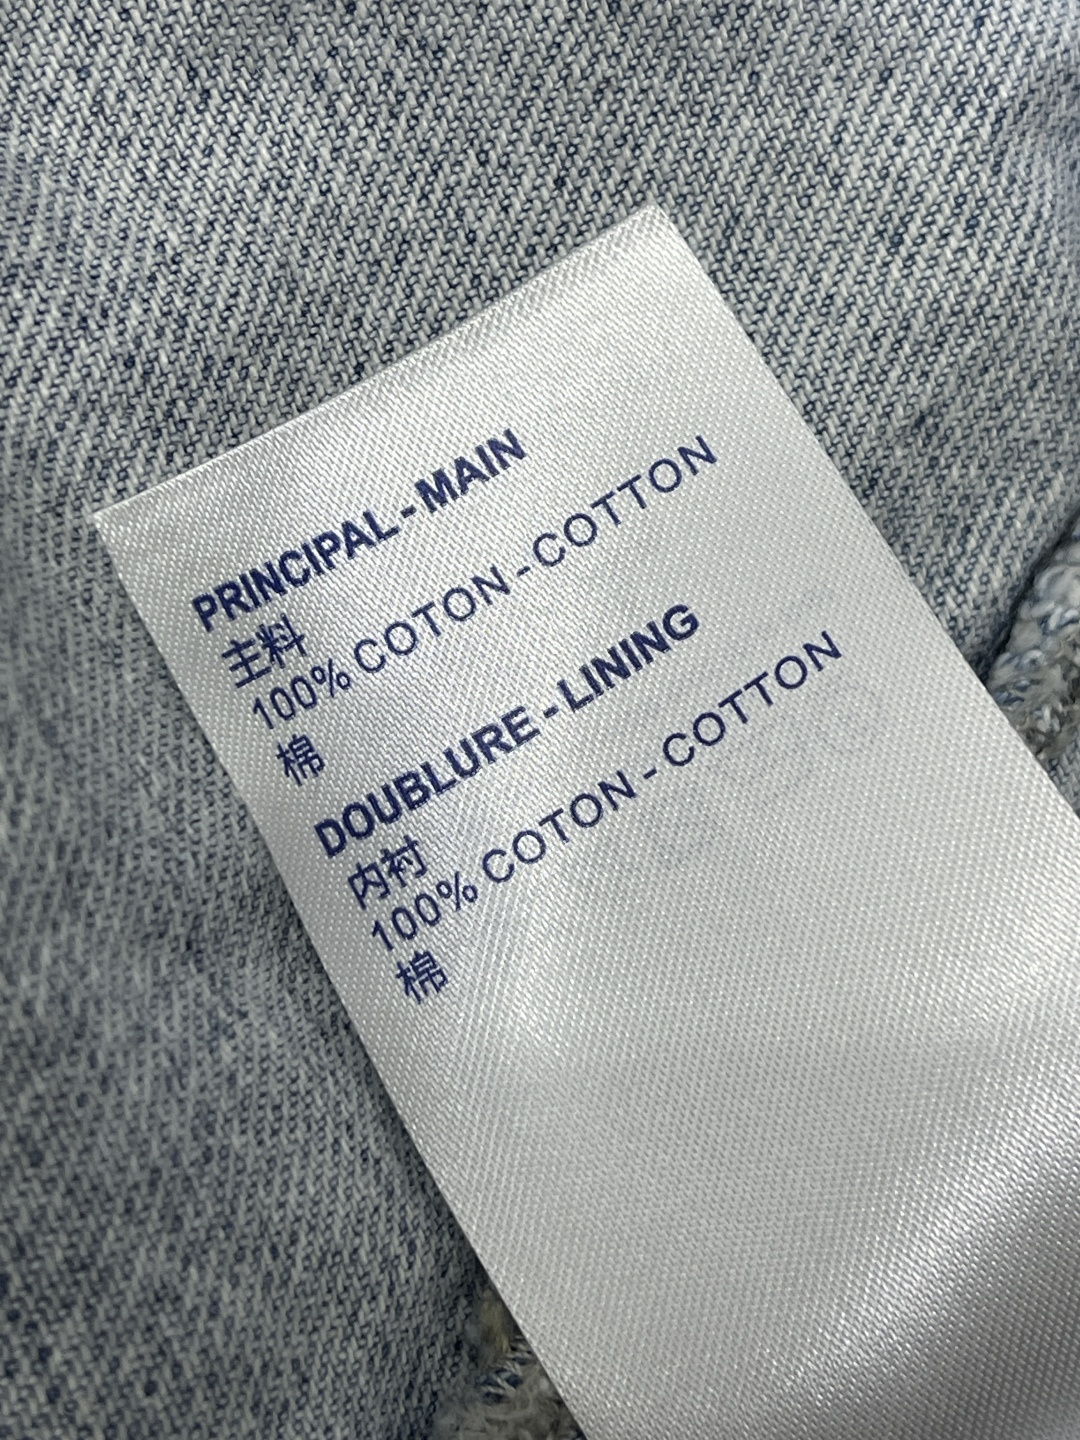 PRINCIPAL - MAIN
主料
100% COTON - COTTON
棉
DOUBLURE - LINING
内衬
100% COTON - COTTON
棉